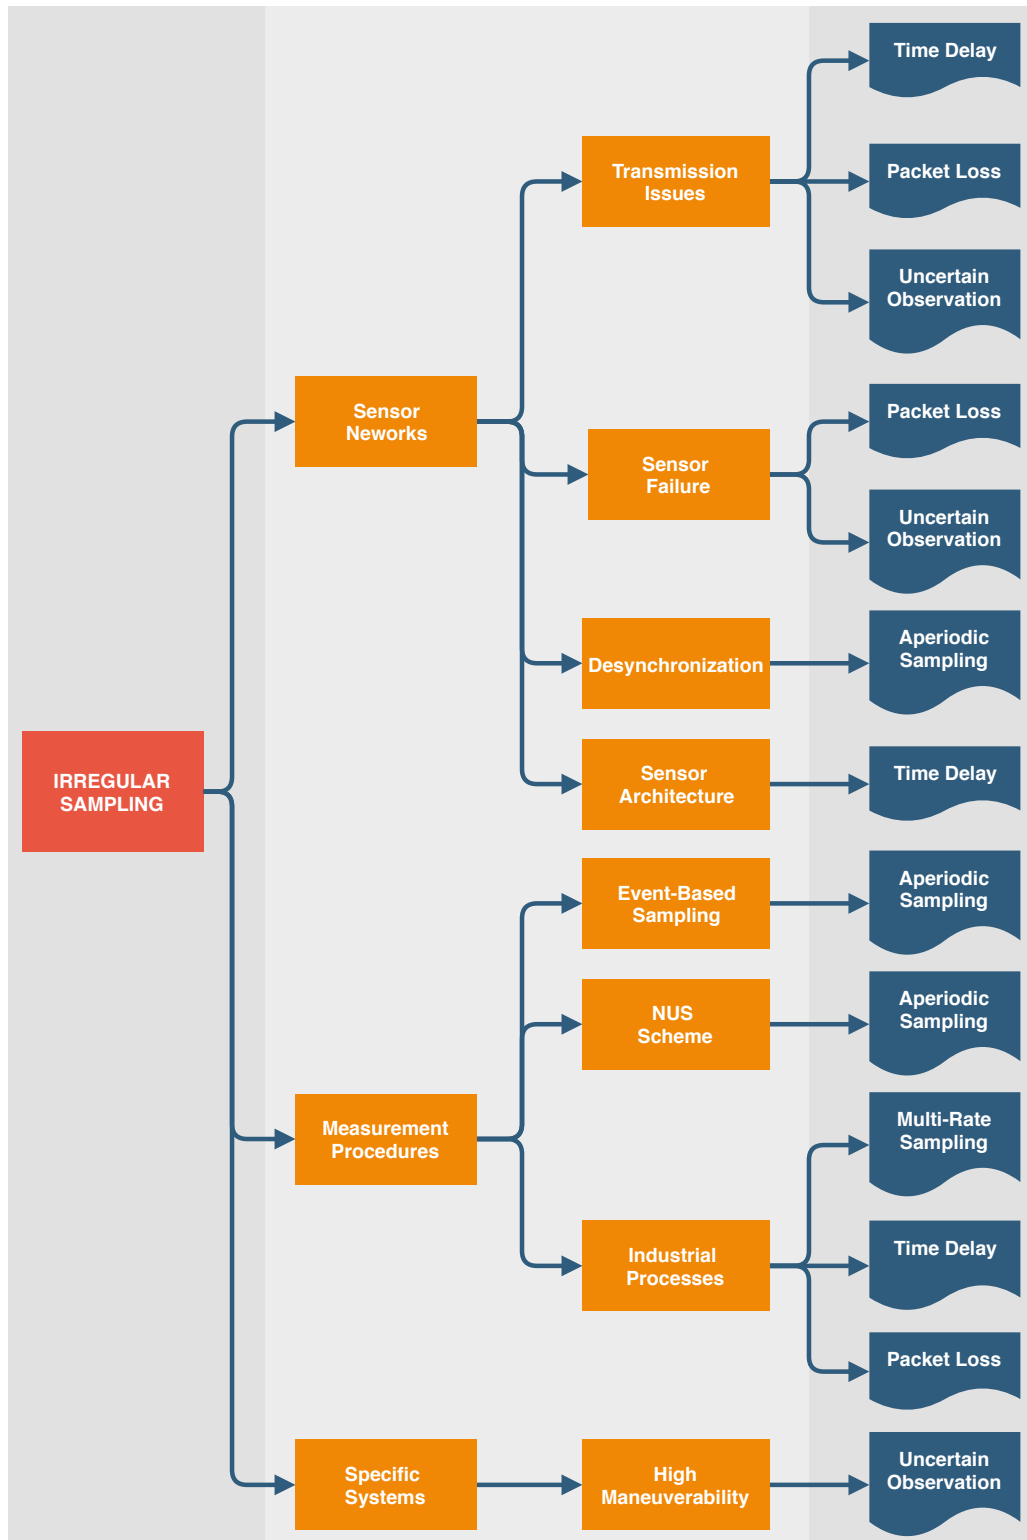 IRREGULAR
SAMPLING
Sensor
Neworks
Transmission
Issues
Time Delay
Packet Loss
Uncertain
Observation
Sensor
Failure
Packet Loss
Uncertain
Observation
Desynchronization
Aperiodic
Sampling
Sensor
Architecture
Time Delay
Measurement
Procedures
Event-Based
Sampling
Aperiodic
Sampling
NUS
Scheme
Aperiodic
Sampling
Industrial
Processes
Multi-Rate
Sampling
Time Delay
Packet Loss
Specific
Systems
High
Maneuverability
Uncertain
Observation